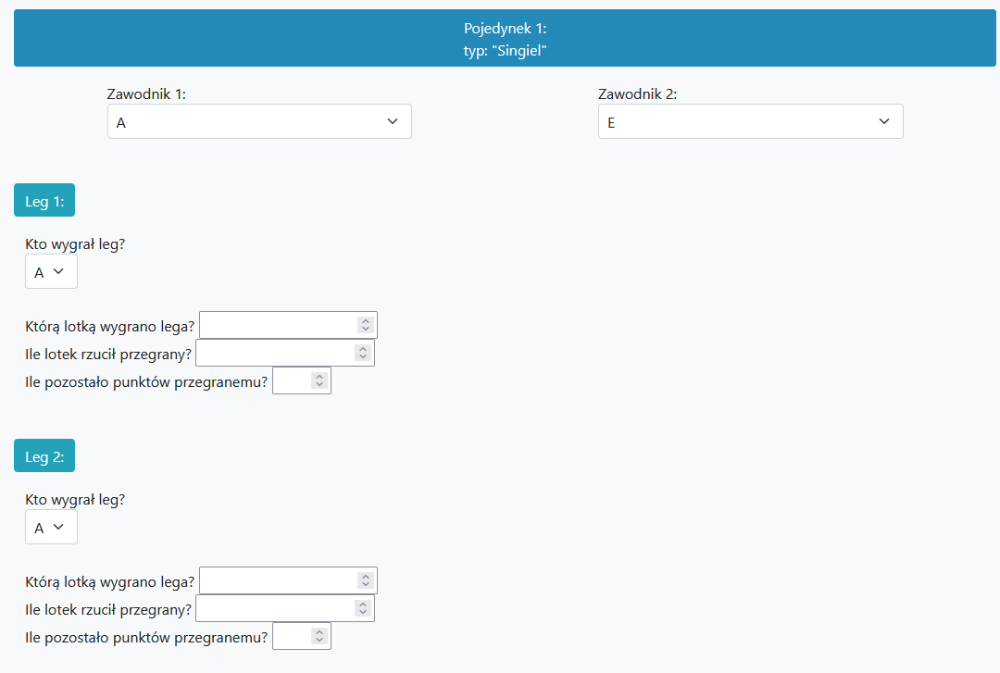 Pojedynek 1:
typ: "Singiel"
Zawodnik 1:
Zawodnik 2:
A
E
Leg 1:
Kto wygrał leg?
A
Którą lotką wygrano lega?
Ile lotek rzucił przegrany?
Ile pozostało punktów przegranemu?
Leg 2:
Kto wygrał leg?
A
Którą lotką wygrano lega?
Ile lotek rzucił przegrany?
Ile pozostało punktów przegranemu?